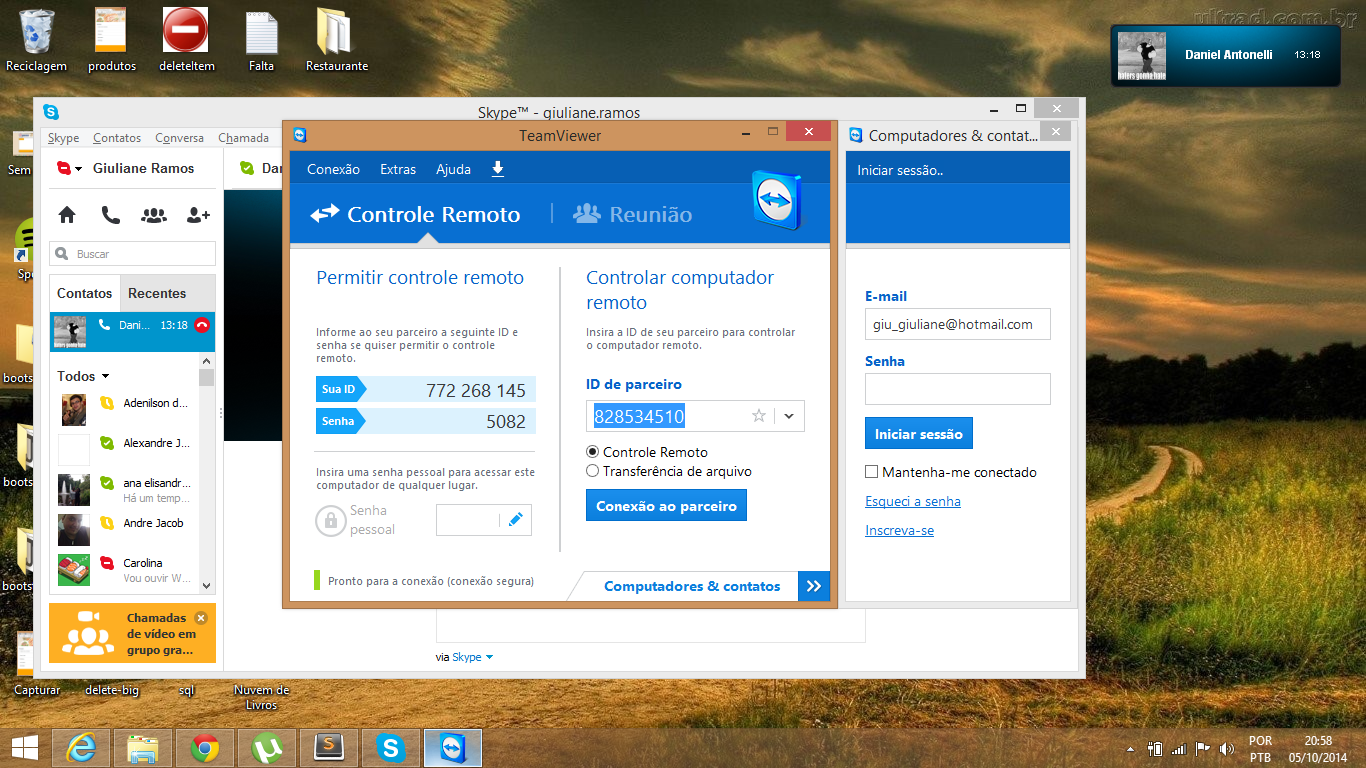 ultrad.com.br
Reciclagem
produtos
deleteItem
Falta
Restaurante
Daniel Antonelli 13:18
haters gonna hate
Skype™ - giuliane.ramos
Skype Contatos Conversa Chamada
Giuliane Ramos
Dan
Buscar
Contatos Recentes
Dani... 13:18
Todos
Adenilson d...
Alexandre J...
ana elisandr...
Há um temp...
Andre Jacob
Carolina
Vou ouvir W...
Chamadas
de vídeo em
grupo gra...
via Skype
TeamViewer
Conexão Extras Ajuda
Controle Remoto Reunião
Permitir controle remoto
Informe ao seu parceiro a seguinte ID e
senha se quiser permitir o controle
remoto.
Sua ID 772 268 145
Senha 5082
Insira uma senha pessoal para acessar este
computador de qualquer lugar.
Senha
pessoal
Pronto para a conexão (conexão segura)
Controlar computador
remoto
Insira a ID de seu parceiro para controlar
o computador remoto.
ID de parceiro
828534510
Controle Remoto
Transferência de arquivo
Conexão ao parceiro
Computadores & contatos
Computadores & contat...
Iniciar sessão..
E-mail
giu_giuliane@hotmail.com
Senha
Iniciar sessão
Mantenha-me conectado
Esqueci a senha
Inscreva-se
Sem
Spo
boots
boots
boots
Capturar
delete-big
sql
Nuvem de
Livros
POR
PTB
20:58
05/10/2014